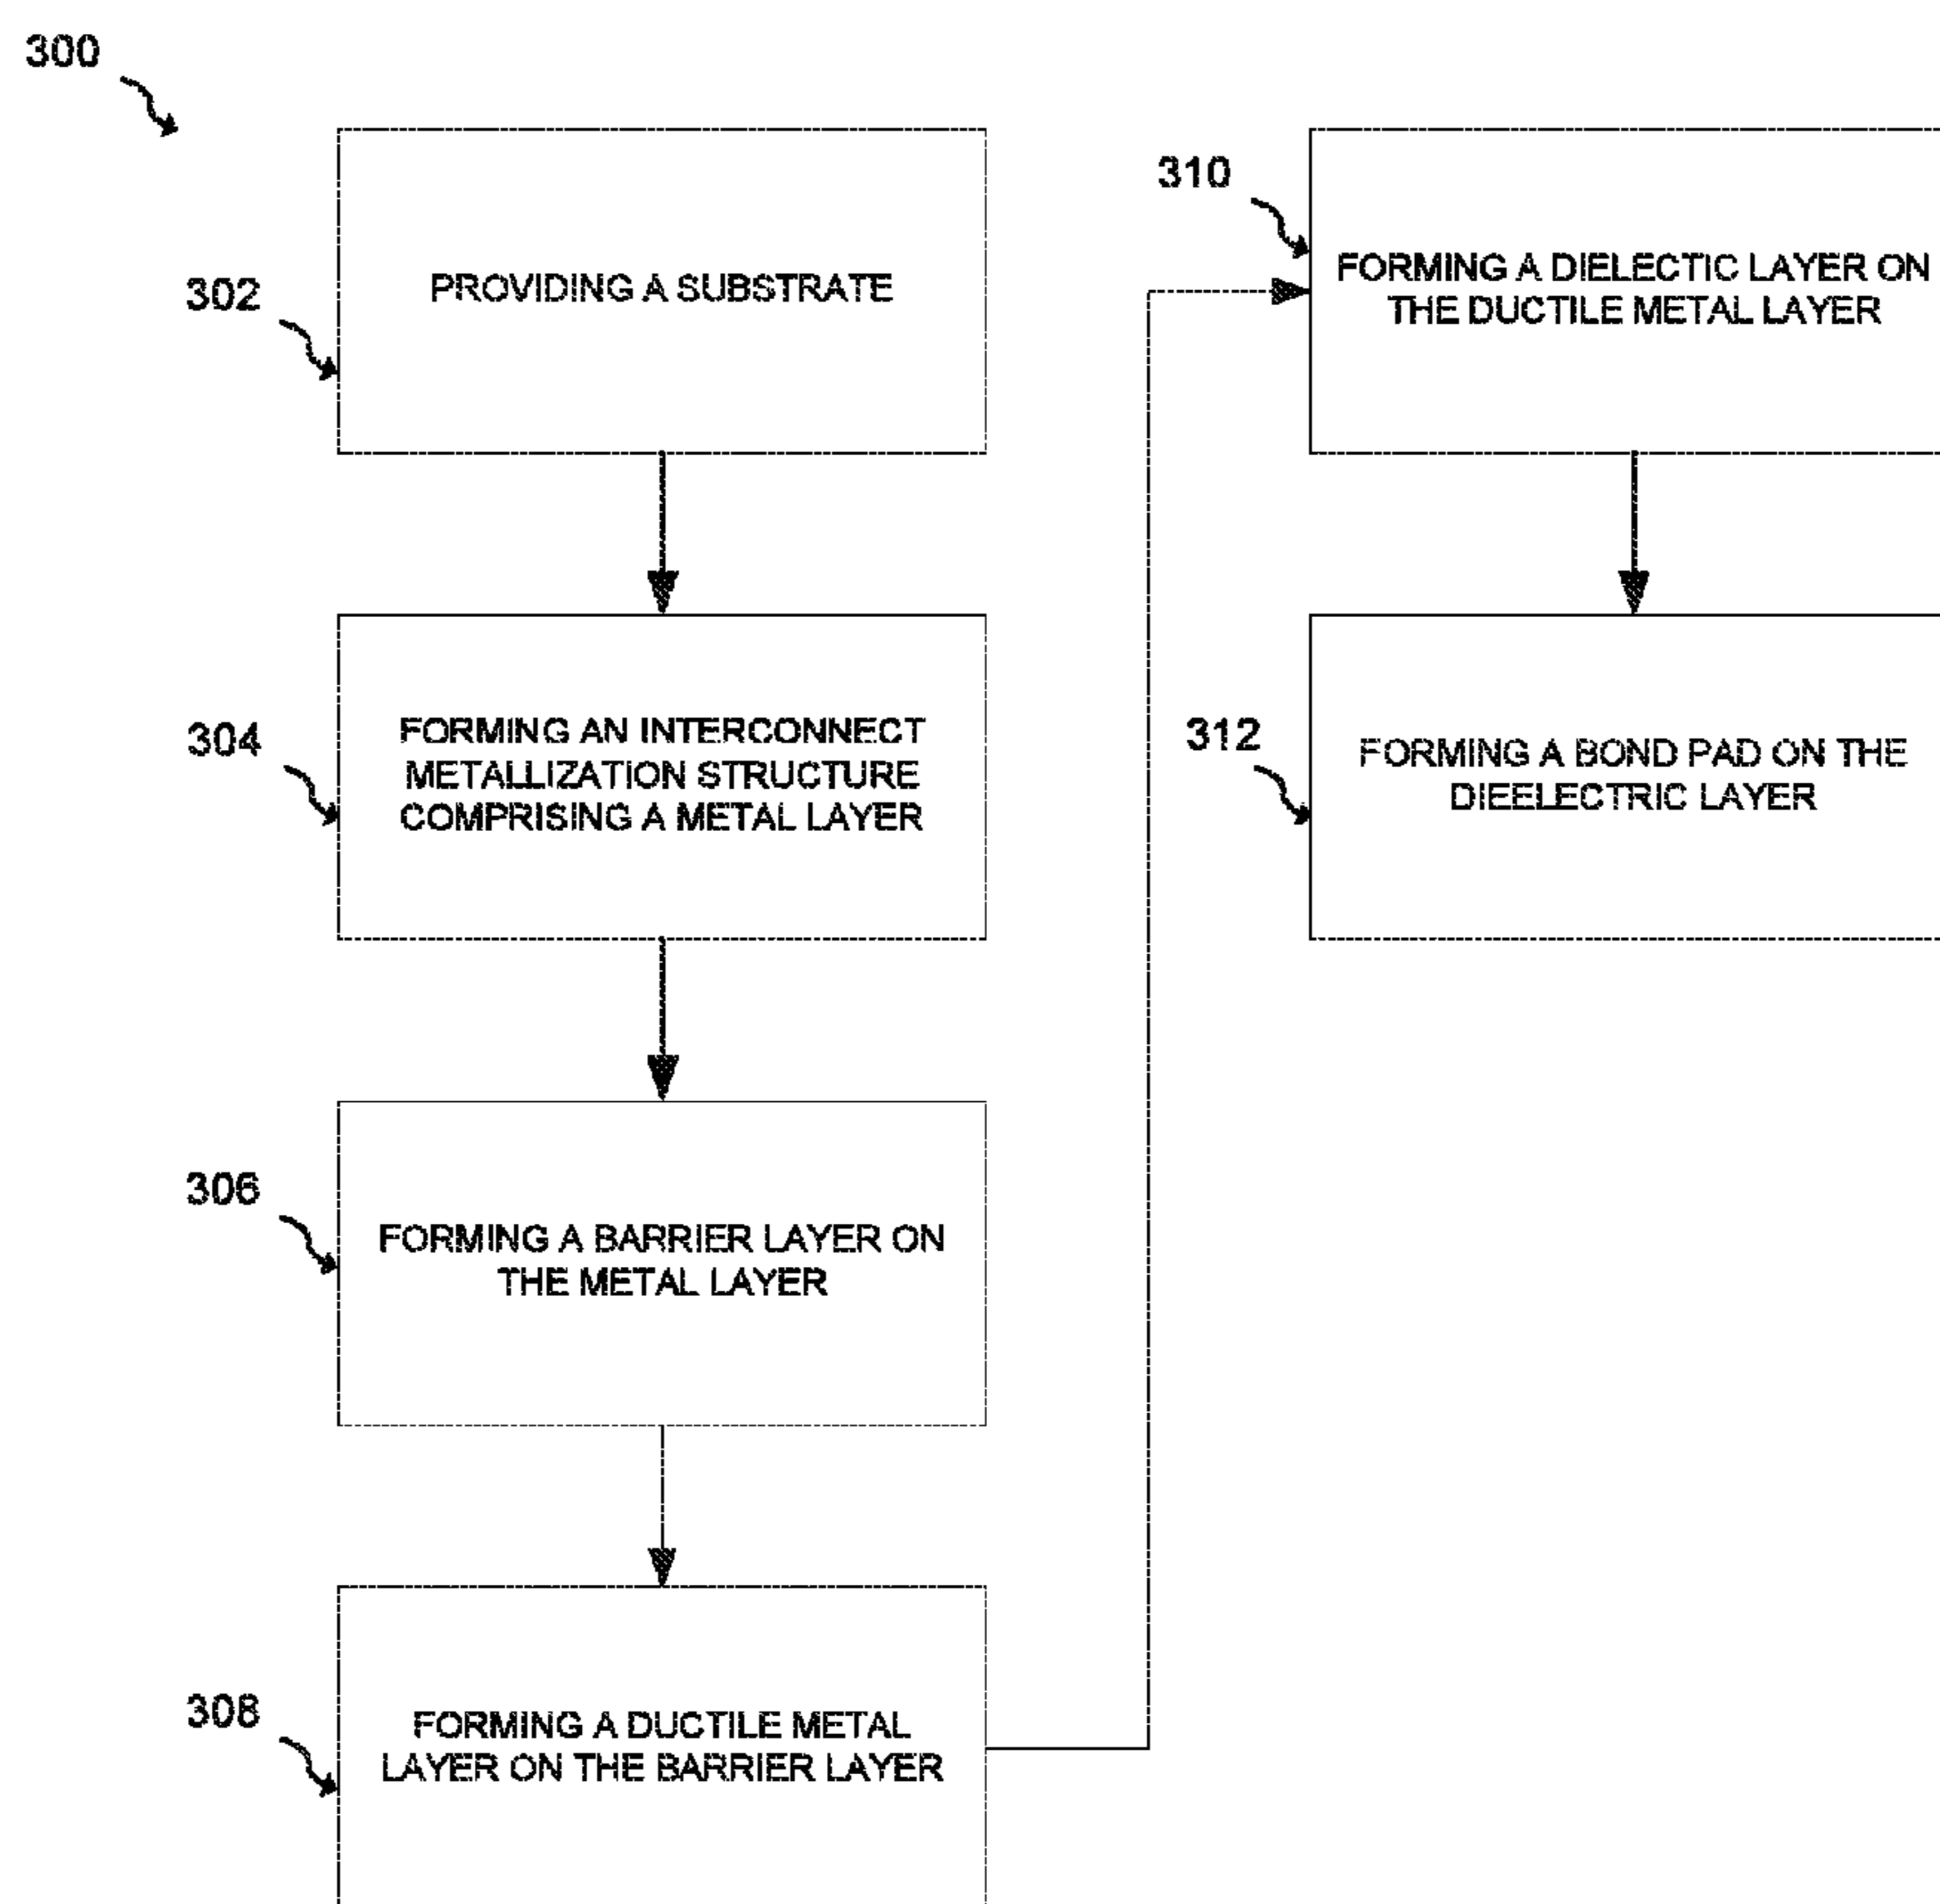 300
302
PROVIDING A SUBSTRATE
304
FORMING AN INTERCONNECT
METALLIZATION STRUCTURE
COMPRISING A METAL LAYER
306
FORMING A BARRIER LAYER ON
THE METAL LAYER
308
FORMING A DUCTILE METAL
LAYER ON THE BARRIER LAYER
310
FORMING A DIELECTIC LAYER ON
THE DUCTILE METAL LAYER
312
FORMING A BOND PAD ON THE
DIEELECTRIC LAYER